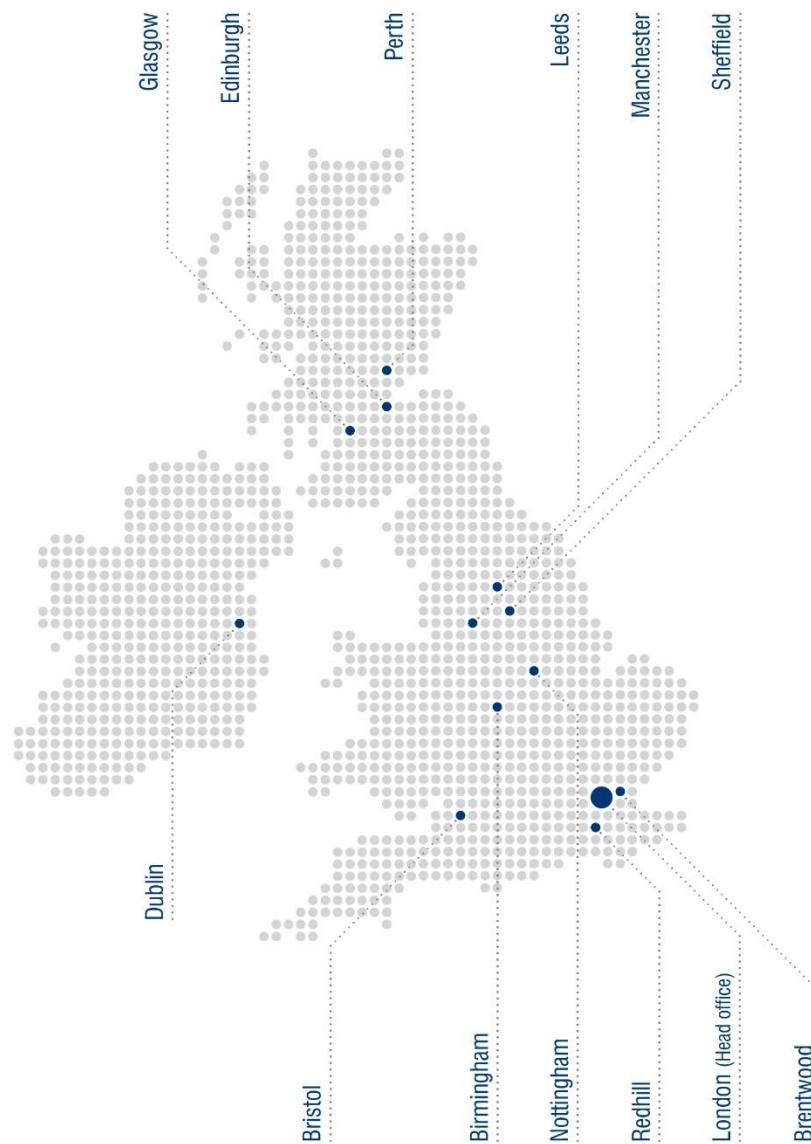 Glasgow
Edinburgh
Perth
Leeds
Manchester
Sheffield
Dublin
Bristol
Birmingham
Nottingham
Redhill
London (Head office)
Brentwood